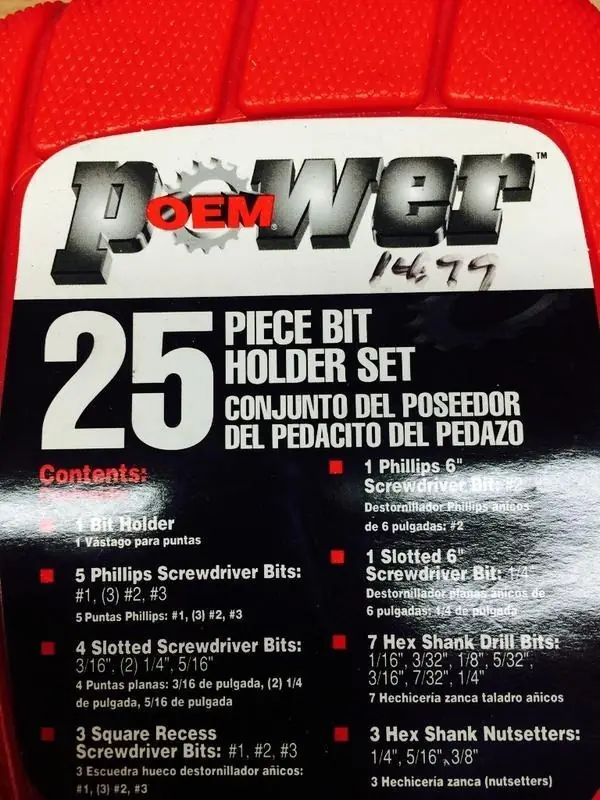 power™
OEM®
14.79
25
PIECE BIT
HOLDER SET
CONJUNTO DEL POSEEDOR
DEL PEDACITO DEL PEDAZO
Contents:
1 Bit Holder
1 Vástago para puntas
5 Phillips Screwdriver Bits:
#1, (3) #2, #3
5 Puntas Phillips: #1, (3) #2, #3
4 Slotted Screwdriver Bits:
3/16", (2) 1/4", 5/16"
4 Puntas planas: 3/16 de pulgada, (2) 1/4
de pulgada, 5/16 de pulgada
3 Square Recess
Screwdriver Bits: #1, #2, #3
3 Escuedra hueco destornillador añicos:
#1, (3) #2, #3
1 Phillips 6"
Screwdriver Bit: #2
Destornillador Phillips anicos
de 6 pulgadas: #2
1 Slotted 6"
Screwdriver Bit: 1/4"
Destornillador planas anicos de
6 pulgadas: 1/4 de pulgada
7 Hex Shank Drill Bits:
1/16", 3/32", 1/8", 5/32",
3/16", 7/32", 1/4"
7 Hechicería zanca taladro añicos
3 Hex Shank Nutsetters:
1/4", 5/16", 3/8"
3 Hechicería zanca (nutsetters)